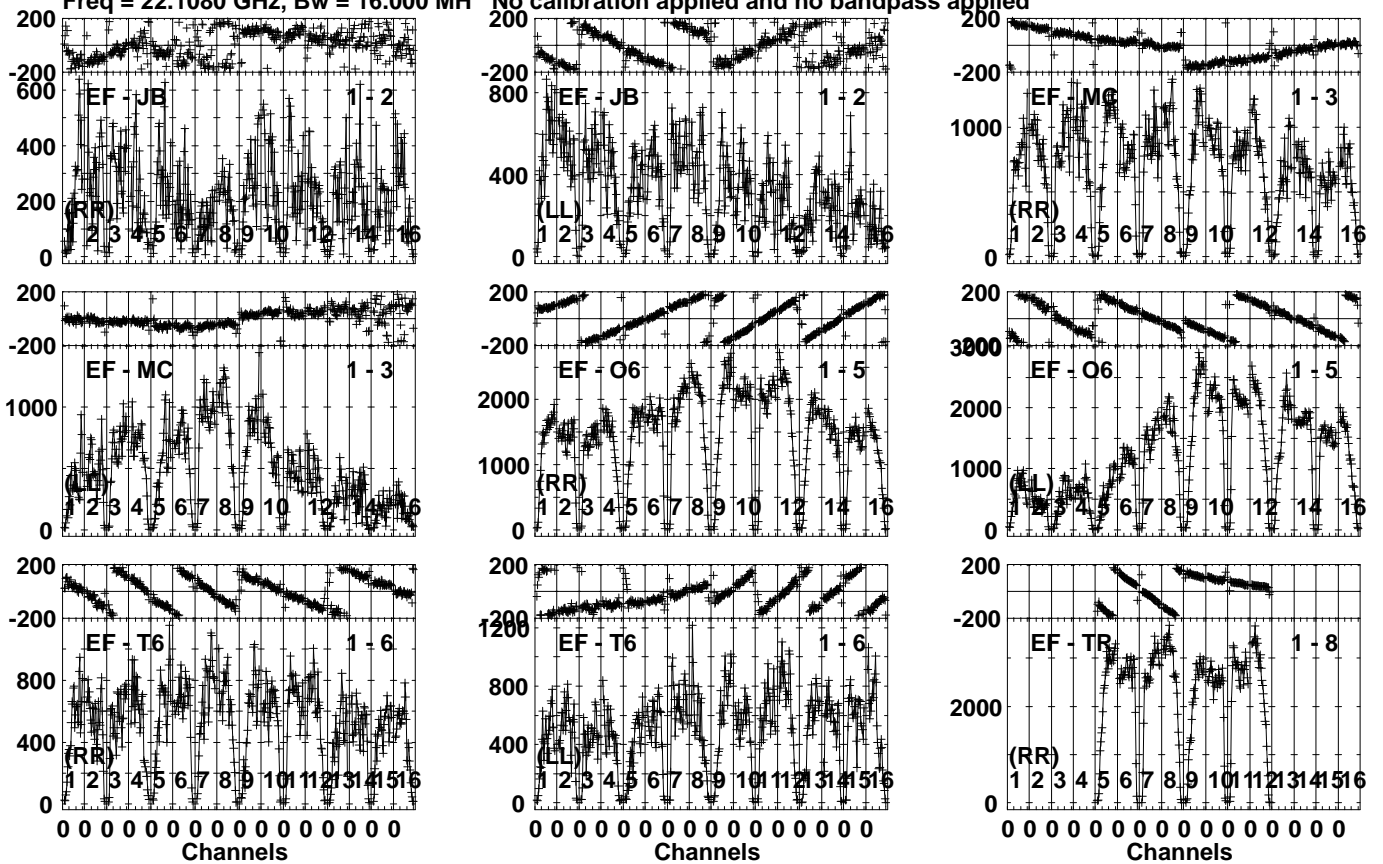 Freq = 22.1080 GHz, Bw = 16.000 MH No calibration applied and no bandpass applied
200 200 200
-200 -200 -200
600 EF - JB 1 - 2 800 EF - JB 1 - 2 EF - MC 1 - 3
1000
400
400
200
(RR) (LL) (RR)
1 2 3 4 5 6 7 8 9 10 12 14 16 1 2 3 4 5 6 7 8 9 10 12 14 16 1 2 3 4 5 6 7 8 9 10 12 14 16
0 0 0
200 200 200
-200 -200 -200
3000
EF - MC 1 - 3 EF - O6 1 - 5 EF - O6 1 - 5
1000 2000 2000
1000 1000
(LL) (RR) (LL)
1 2 3 4 5 6 7 8 9 10 12 14 16 1 2 3 4 5 6 7 8 9 10 12 14 16 1 2 3 4 5 6 7 8 9 10 12 14 16
0 0 0
200 200 200
-200 -200 -200
1200
EF - T6 1 - 6 EF - T6 1 - 6 EF - TR 1 - 8
800 800 2000
400 400
(RR) (LL) (RR)
1 2 3 4 5 6 7 8 9 10 11 12 13 14 15 16 1 2 3 4 5 6 7 8 9 10 11 12 13 14 15 16 1 2 3 4 5 6 7 8 9 10 11 12 13 14 15 16
0 0 0
0 0 0 0 0 0 0 0 0 0 0 0 0 0 0 0 0 0 0 0 0 0 0 0 0 0 0 0 0 0 0 0 0 0 0 0 0 0 0 0 0 0 0 0 0 0 0 0
Channels Channels Channels